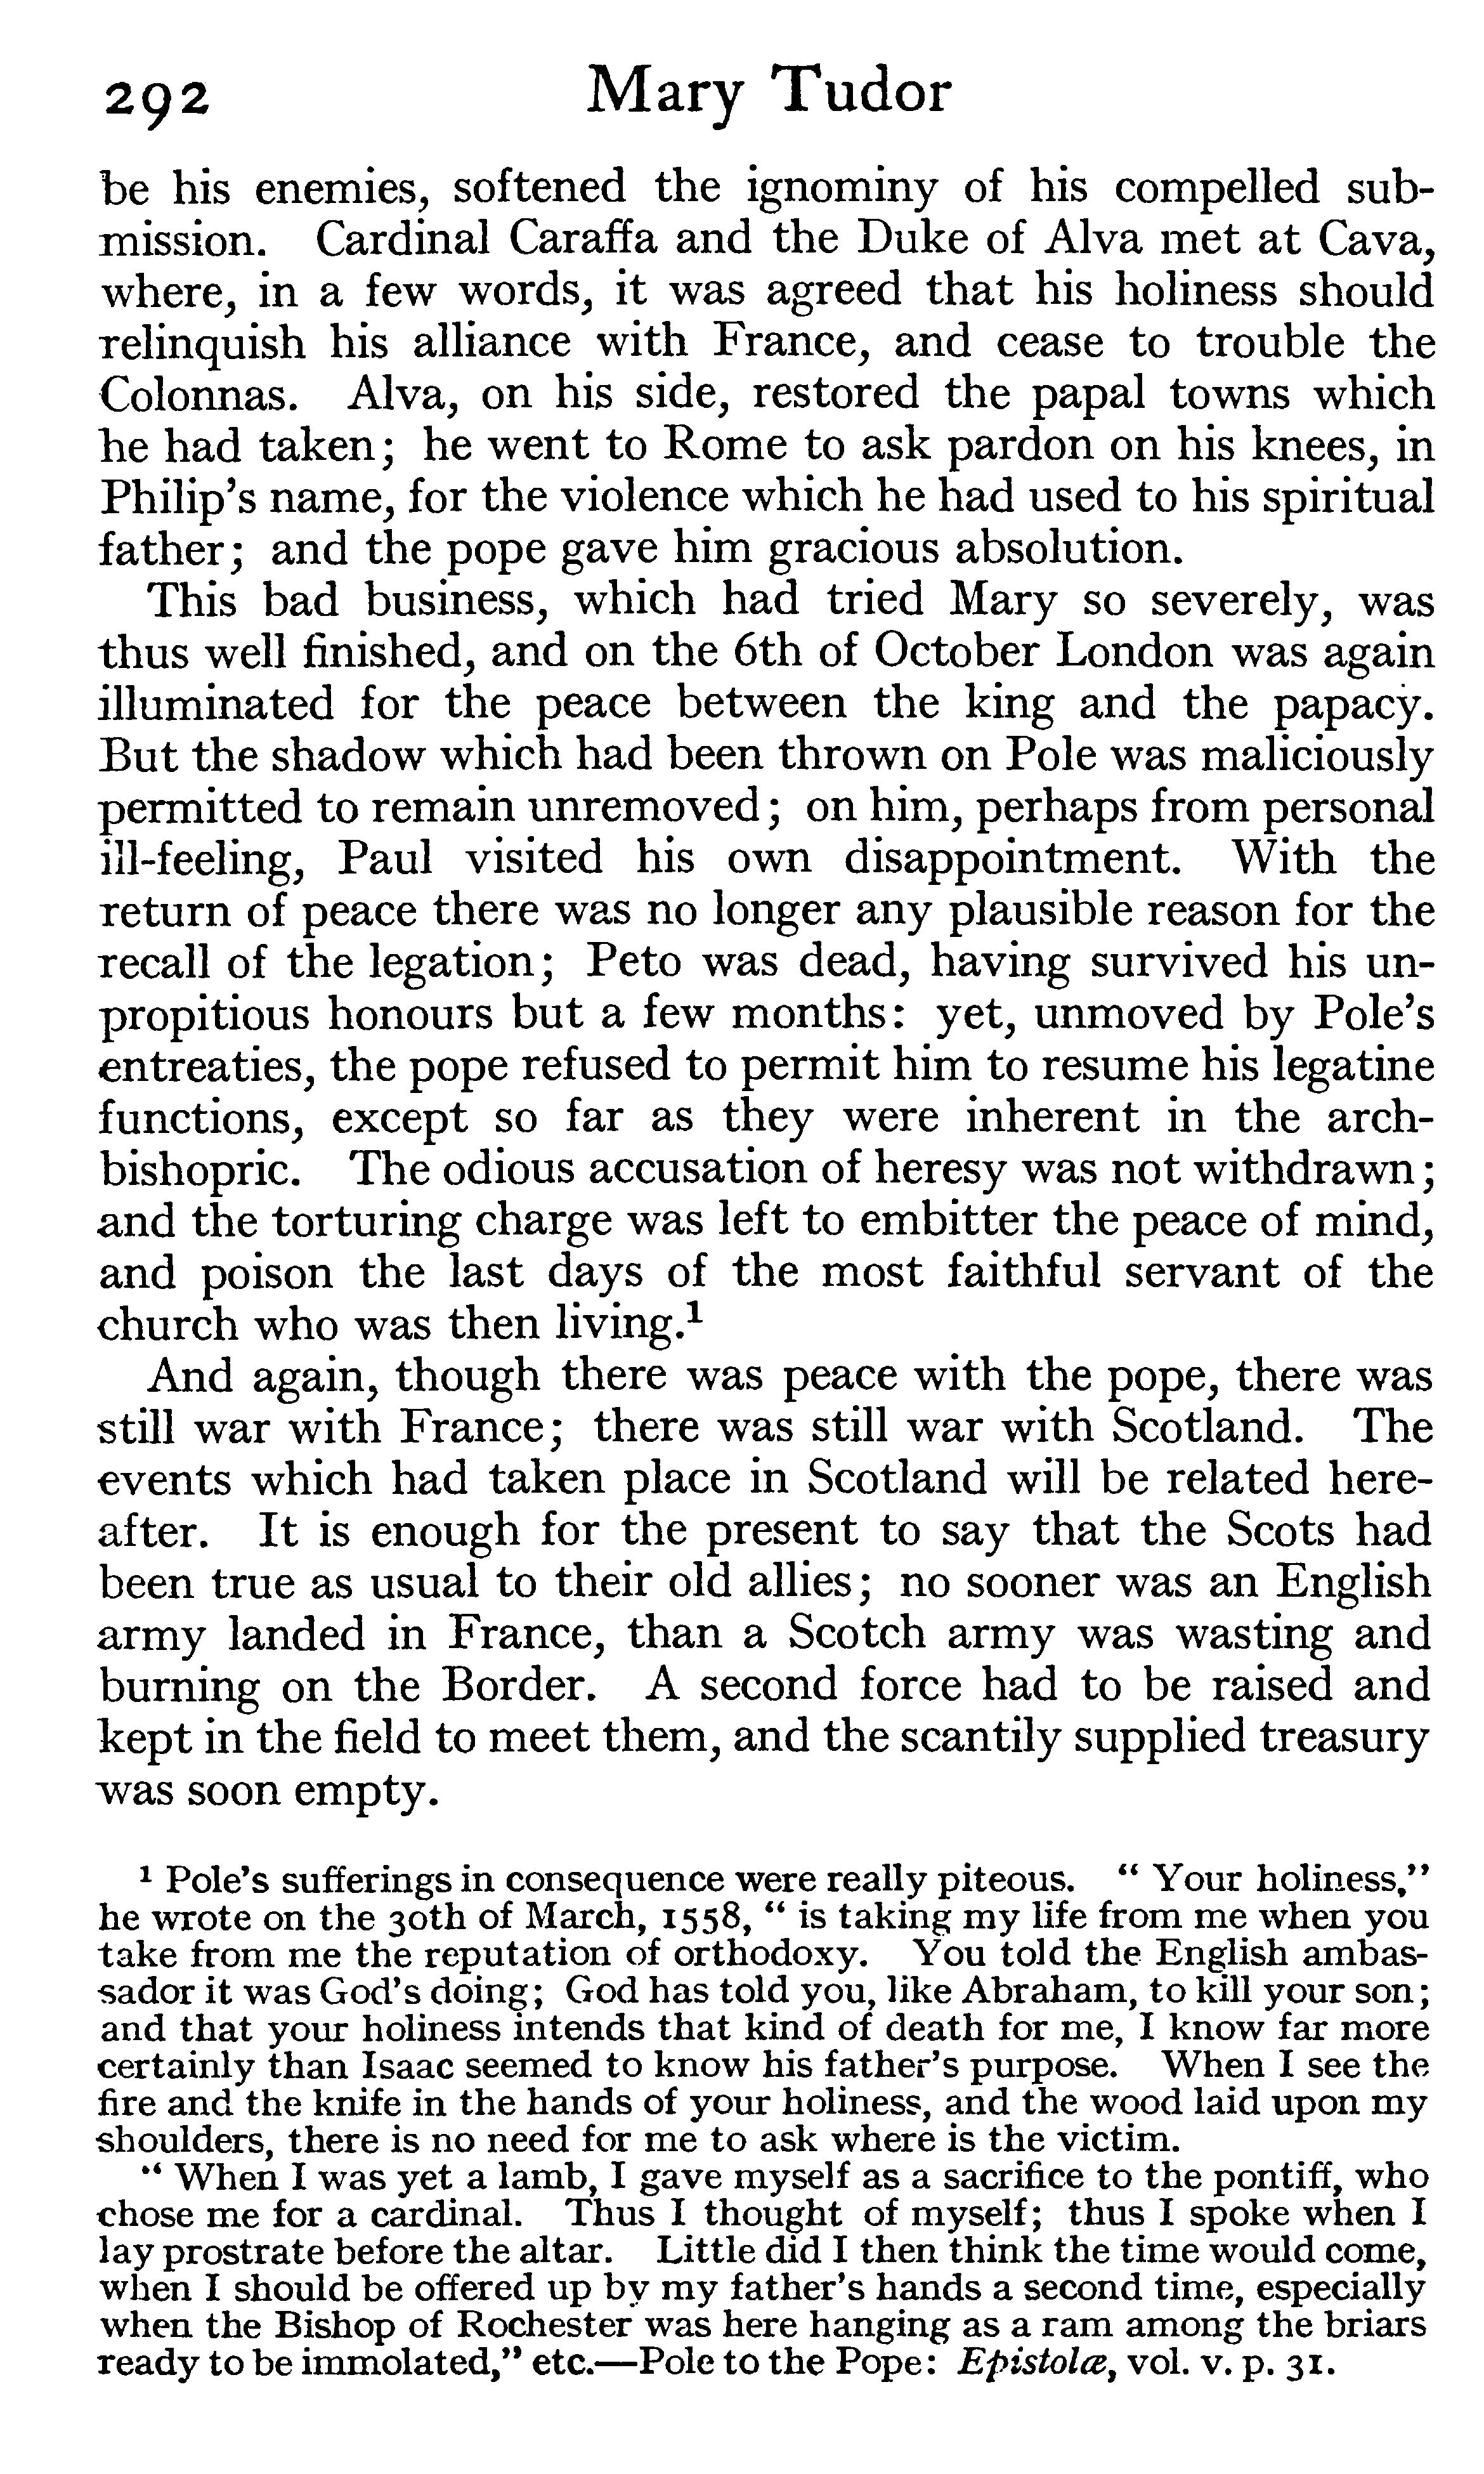 292 Mary Tudor
be his enemies, softened the ignominy of his compelled sub-
mission. Cardinal Caraffa and the Duke of Alva met at Cava,
where, in a few words, it was agreed that his holiness should
relinquish his alliance with France, and cease to trouble the
Colonnas. Alva, on his side, restored the papal towns which
he had taken; he went to Rome to ask pardon on his knees, in
Philip's name, for the violence which he had used to his spiritual
father; and the pope gave him gracious absolution.
This bad business, which had tried Mary so severely, was
thus well finished, and on the 6th of October London was again
illuminated for the peace between the king and the papacy.
But the shadow which had been thrown on Pole was maliciously
permitted to remain unremoved; on him, perhaps from personal
ill-feeling, Paul visited his own disappointment. With the
return of peace there was no longer any plausible reason for the
recall of the legation; Peto was dead, having survived his un-
propitious honours but a few months: yet, unmoved by Pole's
entreaties, the pope refused to permit him to resume his legatine
functions, except so far as they were inherent in the arch-
bishopric. The odious accusation of heresy was not withdrawn;
and the torturing charge was left to embitter the peace of mind,
and poison the last days of the most faithful servant of the
church who was then living.¹
And again, though there was peace with the pope, there was
still war with France; there was still war with Scotland. The
events which had taken place in Scotland will be related here-
after. It is enough for the present to say that the Scots had
been true as usual to their old allies; no sooner was an English
army landed in France, than a Scotch army was wasting and
burning on the Border. A second force had to be raised and
kept in the field to meet them, and the scantily supplied treasury
was soon empty.
¹ Pole's sufferings in consequence were really piteous. " Your holiness,"
he wrote on the 30th of March, 1558, " is taking my life from me when you
take from me the reputation of orthodoxy. You told the English ambas-
sador it was God's doing; God has told you, like Abraham, to kill your son;
and that your holiness intends that kind of death for me, I know far more
certainly than Isaac seemed to know his father's purpose. When I see the
fire and the knife in the hands of your holiness, and the wood laid upon my
shoulders, there is no need for me to ask where is the victim.
" When I was yet a lamb, I gave myself as a sacrifice to the pontiff, who
chose me for a cardinal. Thus I thought of myself; thus I spoke when I
lay prostrate before the altar. Little did I then think the time would come,
when I should be offered up by my father's hands a second time, especially
when the Bishop of Rochester was here hanging as a ram among the briars
ready to be immolated," etc.—Pole to the Pope: Epistolæ, vol. v. p. 31.